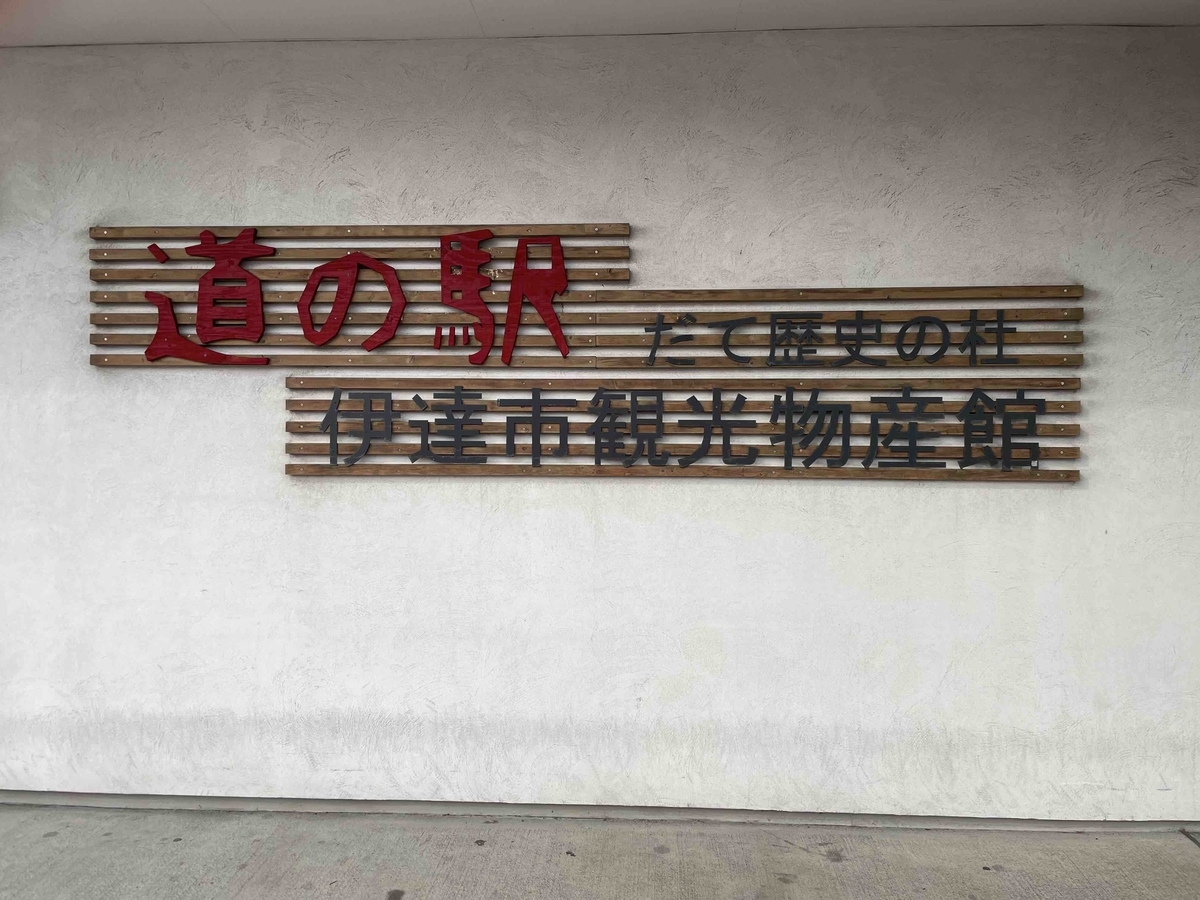 道の駅
だて歴史の杜
伊達市観光物産館